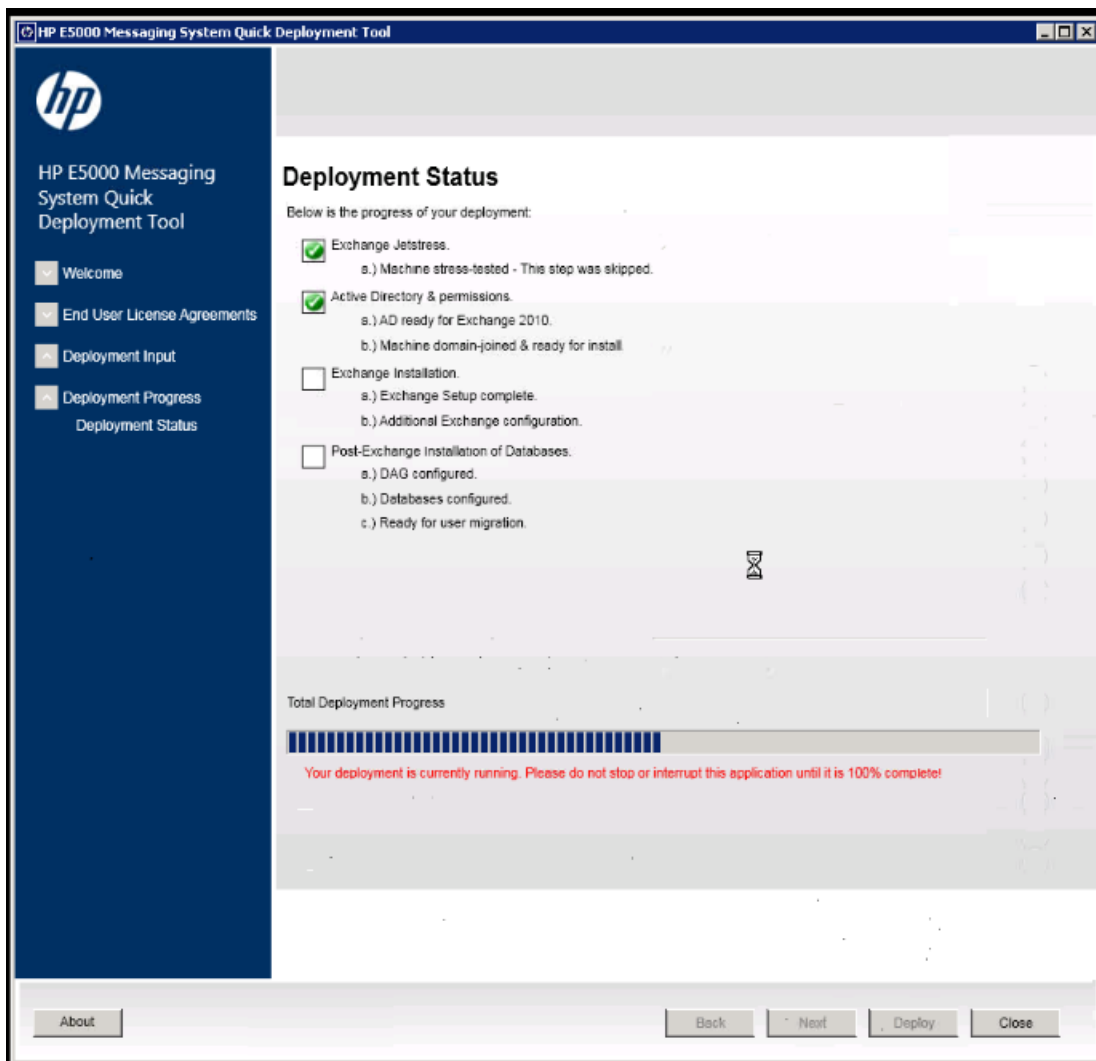 HP E5000 Messaging System Quick Deployment Tool
hp
HP E5000 Messaging
System Quick
Deployment Tool
Welcome
End User License Agreements
Deployment Input
Deployment Progress
Deployment Status
Deployment Status
Below is the progress of your deployment:
Exchange Jetstress.
a.) Machine stress-tested - This step was skipped.
Active Directory & permissions.
a.) AD ready for Exchange 2010.
b.) Machine domain-joined & ready for install.
Exchange Installation.
a.) Exchange Setup complete.
b.) Additional Exchange configuration.
Post-Exchange Installation of Databases.
a.) DAG configured.
b.) Databases configured.
c.) Ready for user migration.
Total Deployment Progress
Your deployment is currently running. Please do not stop or interrupt this application until it is 100% complete!
About
Back
Next
Deploy
Close